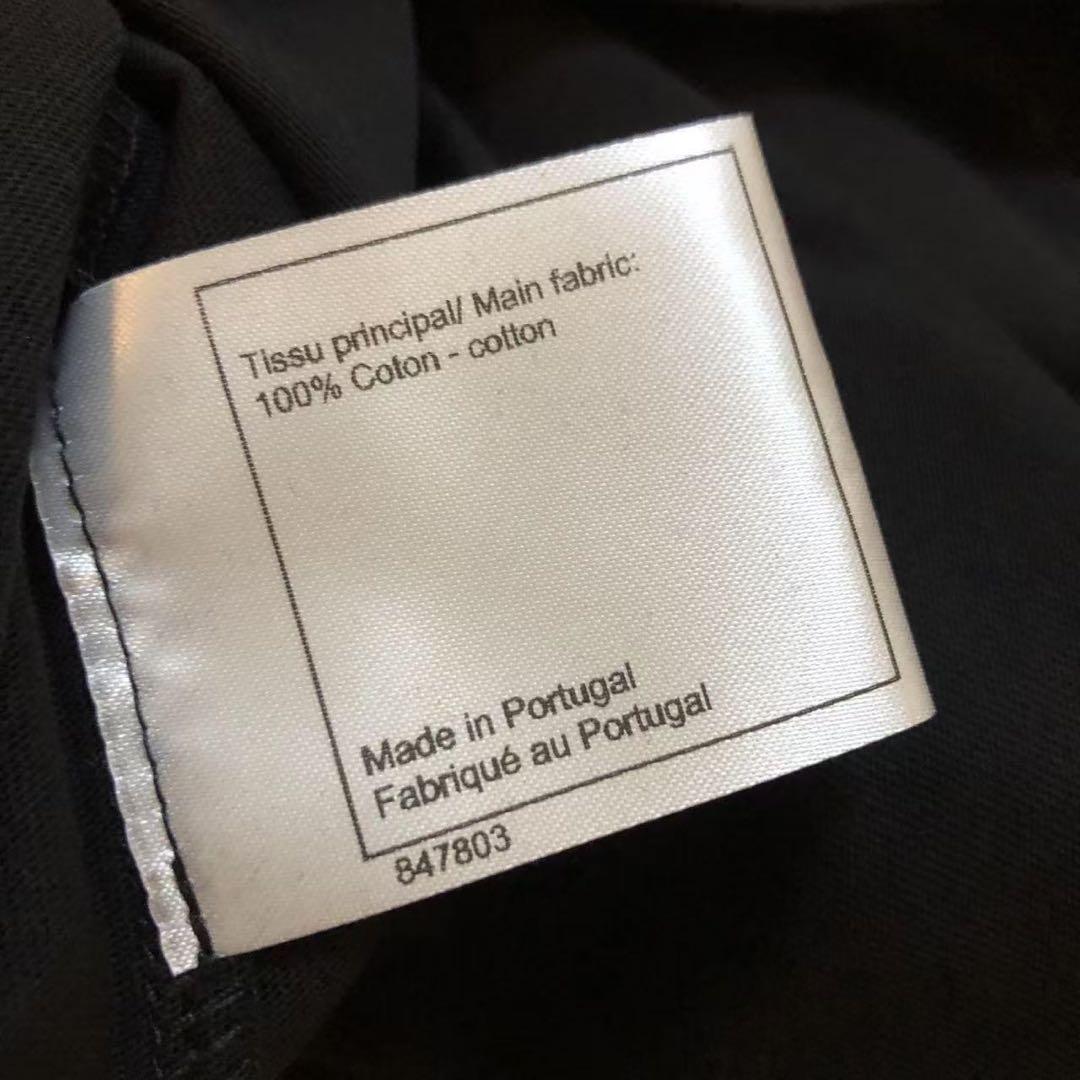 Tissu principal/ Main fabric:
100% Coton - cotton
Made in Portugal
Fabriqué au Portugal
847803